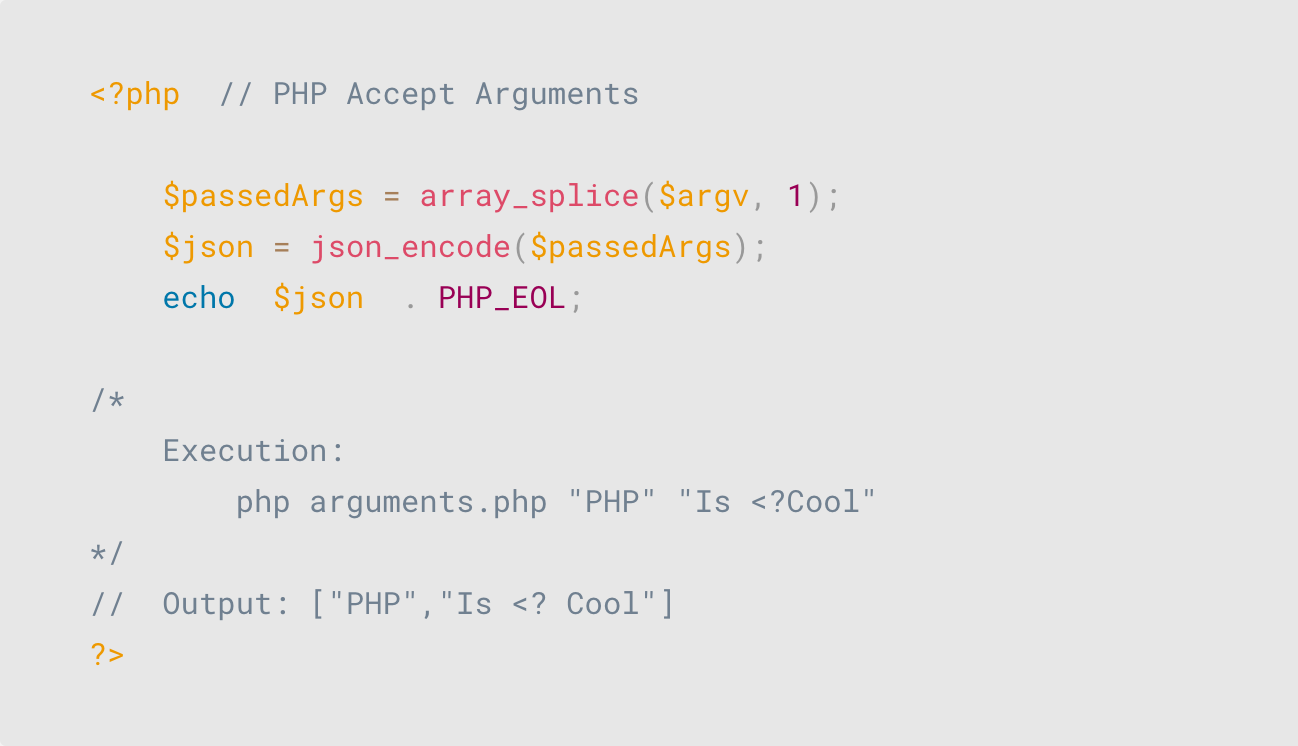 <?php  // PHP Accept Arguments
    $passedArgs = array_splice($argv, 1);
    $json = json_encode($passedArgs);
    echo  $json  . PHP_EOL;
/*
    Execution:
        php arguments.php "PHP" "Is <?Cool"
*/
//  Output: ["PHP","Is <? Cool"]
?>